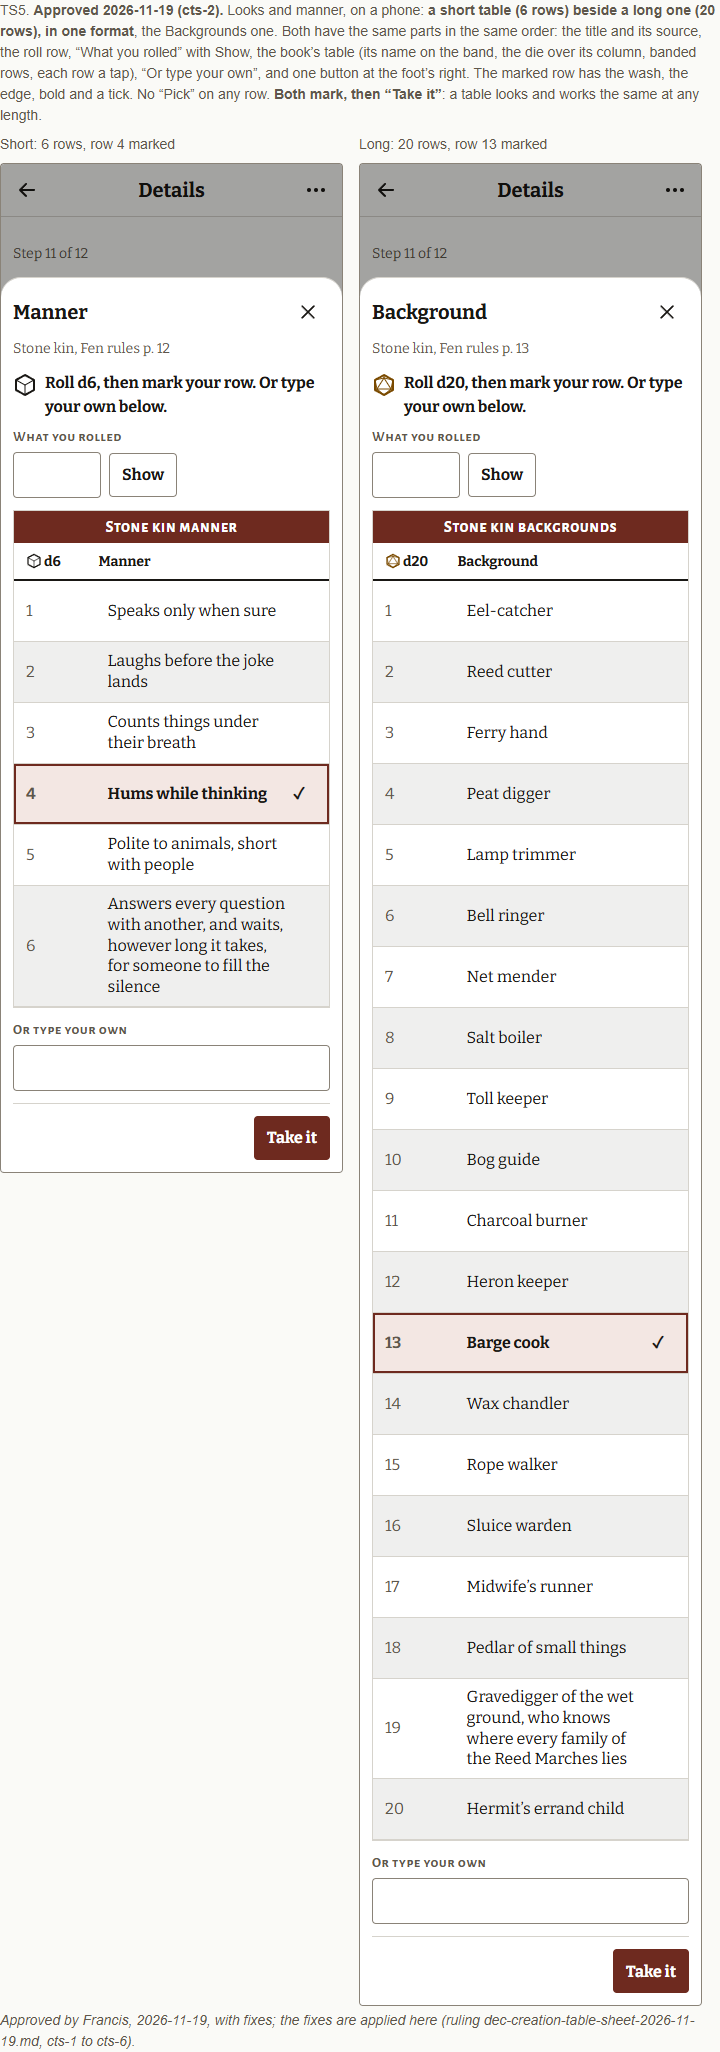 TS5. Approved 2026-11-19 (cts-2). Looks and manner, on a phone: a short table (6 rows) beside a long one (20
rows), in one format, the Backgrounds one. Both have the same parts in the same order: the title and its source,
the roll row, “What you rolled” with Show, the book’s table (its name on the band, the die over its column, banded
rows, each row a tap), “Or type your own”, and one button at the foot’s right. The marked row has the wash, the
edge, bold and a tick. No “Pick” on any row. Both mark, then “Take it”: a table looks and works the same at any
length.
Short: 6 rows, row 4 marked
Details
Step 11 of 12
Manner
Stone kin, Fen rules p. 12
Roll d6, then mark your row. Or type
your own below.
What you rolled
Show
Stone kin manner
d6 Manner
1 Speaks only when sure
2 Laughs before the joke
lands
3 Counts things under
their breath
4 Hums while thinking ✓
5 Polite to animals, short
with people
6 Answers every question
with another, and waits,
however long it takes,
for someone to fill the
silence
Or type your own
Take it
Long: 20 rows, row 13 marked
Details
Step 11 of 12
Background
Stone kin, Fen rules p. 13
Roll d20, then mark your row. Or type
your own below.
What you rolled
Show
Stone kin backgrounds
d20 Background
1 Eel-catcher
2 Reed cutter
3 Ferry hand
4 Peat digger
5 Lamp trimmer
6 Bell ringer
7 Net mender
8 Salt boiler
9 Toll keeper
10 Bog guide
11 Charcoal burner
12 Heron keeper
13 Barge cook ✓
14 Wax chandler
15 Rope walker
16 Sluice warden
17 Midwife’s runner
18 Pedlar of small things
19 Gravedigger of the wet
ground, who knows
where every family of
the Reed Marches lies
20 Hermit’s errand child
Or type your own
Take it
Approved by Francis, 2026-11-19, with fixes; the fixes are applied here (ruling dec-creation-table-sheet-2026-11-
19.md, cts-1 to cts-6).